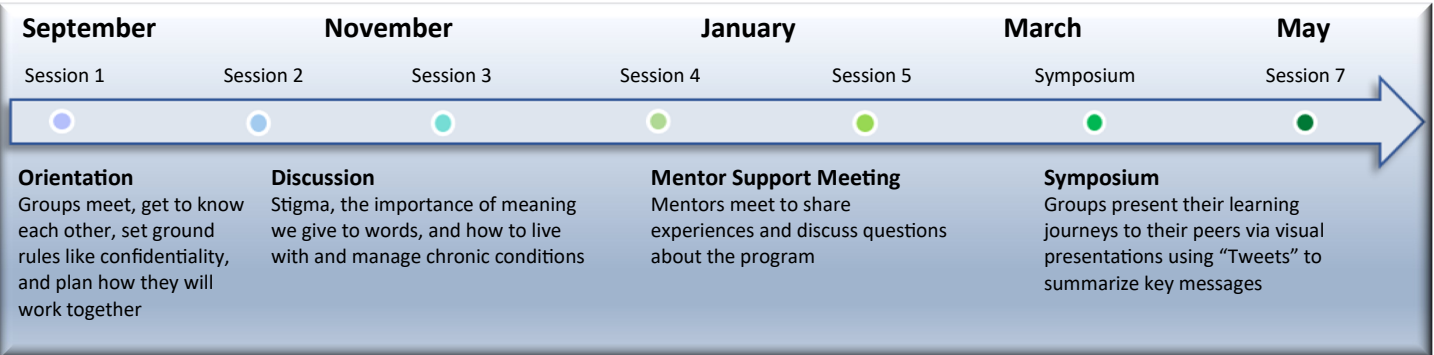 September November January March May
Session 1 Session 2 Session 3 Session 4 Session 5 Symposium Session 7
Orientation
Groups meet, get to know
each other, set ground
rules like confidentiality,
and plan how they will
work together
Discussion
Stigma, the importance of meaning
we give to words, and how to live
with and manage chronic conditions
Mentor Support Meeting
Mentors meet to share
experiences and discuss questions
about the program
Symposium
Groups present their learning
journeys to their peers via visual
presentations using “Tweets” to
summarize key messages